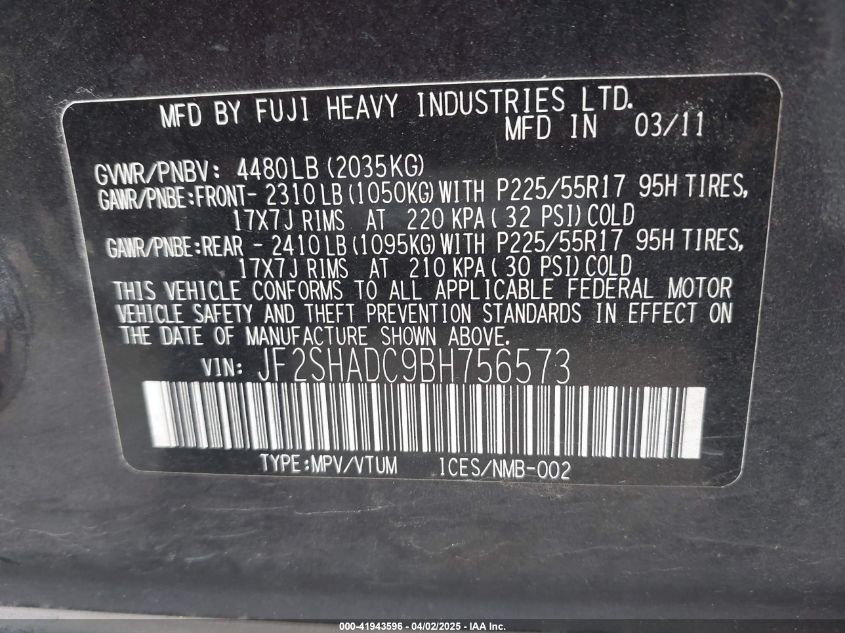 MFD BY FUJI HEAVY INDUSTRIES LTD.
MFD IN 03/11
GVWR/PNBV: 4480LB (2035KG)
GAWR/PNBE:FRONT- 2310LB (1050KG) WITH P225/55R17 95H TIRES,
17X7J RIMS AT 220 KPA ( 32 PSI) COLD
GAWR/PNBE:REAR - 2410LB (1095KG) WITH P225/55R17 95H TIRES,
17X7J RIMS AT 210 KPA ( 30 PSI) COLD
THIS VEHICLE CONFORMS TO ALL APPLICABLE FEDERAL MOTOR
VEHICLE SAFETY AND THEFT PREVENTION STANDARDS IN EFFECT ON
THE DATE OF MANUFACTURE SHOWN ABOVE.
VIN: JF2SHADC9BH756573
TYPE:MPV/VTUM ICES/NMB-002
000-41943596 - 04/02/2025 - IAA Inc.